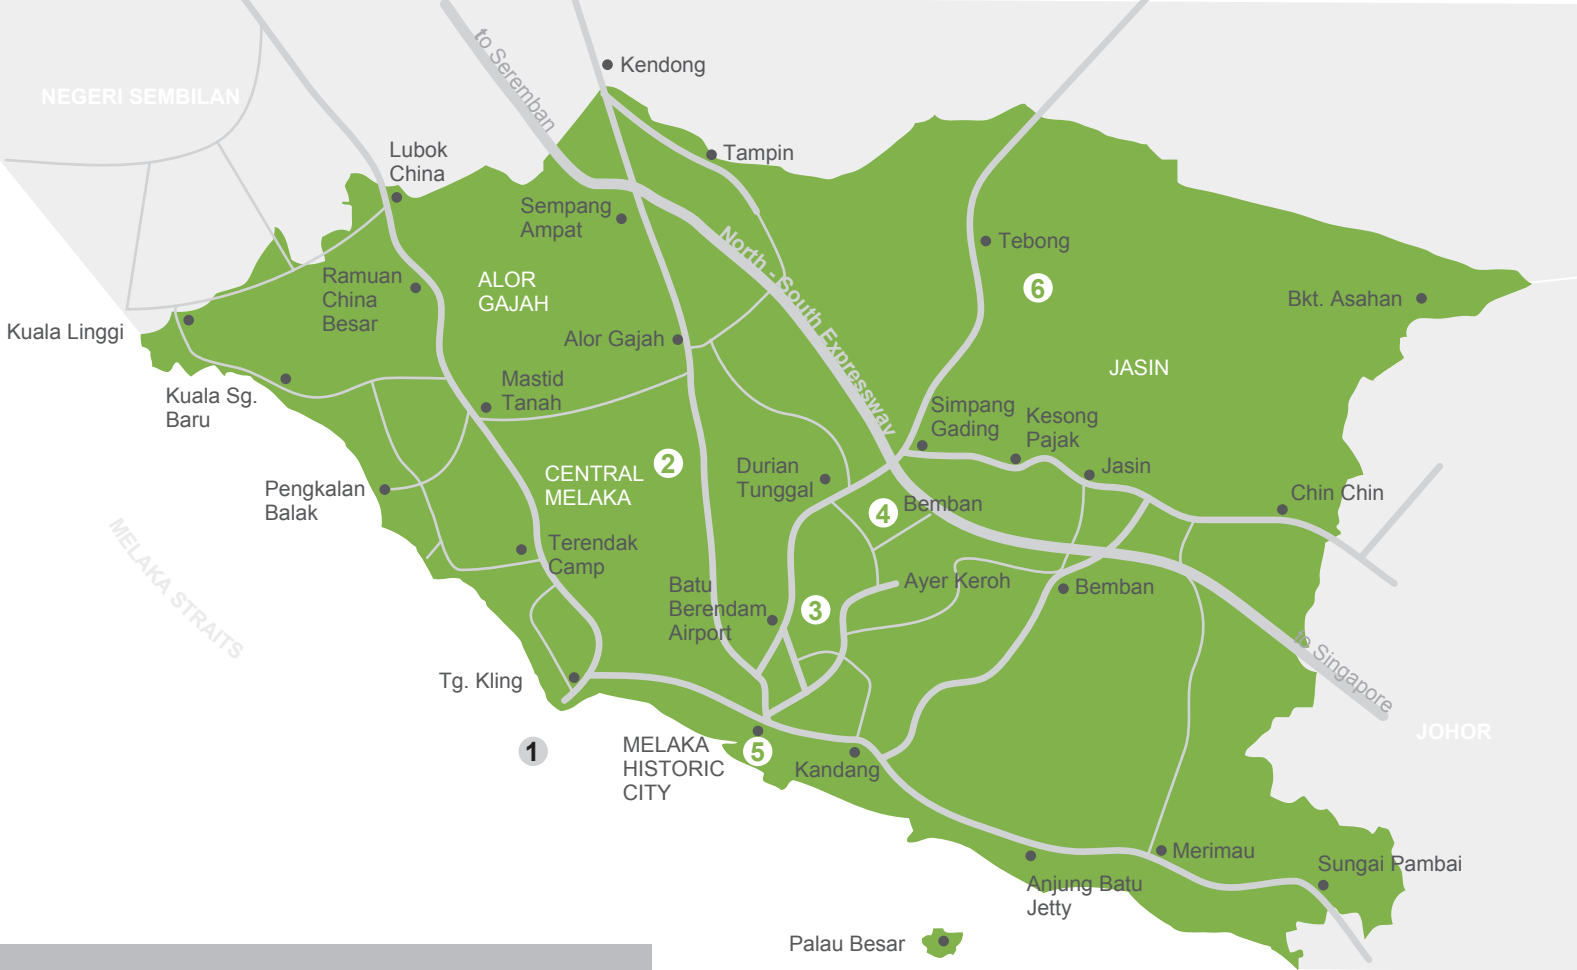 to Seremban
Kendong
NEGERI SEMBILAN
Lubok
China
Tampin
Sempang
Ampat
North - South Expressway
Tebong
Ramuan
China
Besar
ALOR
GAJAH
6
Bkt. Asahan
Kuala Linggi
Alor Gajah
JASIN
Kuala Sg.
Baru
Mastid
Tanah
Simpang
Gading
Kesong
Pajak
2
CENTRAL
MELAKA
Durian
Tunggal
Jasin
Pengkalan
Balak
Chin Chin
4
Bemban
MELAKA STRAITS
Terendak
Camp
Batu
Berendam
Airport
3
Ayer Keroh
Bemban
to Singapore
Tg. Kling
JOHOR
1
MELAKA
HISTORIC
CITY
5
Kandang
Merimau
Sungai Pambai
Anjung Batu
Jetty
Palau Besar